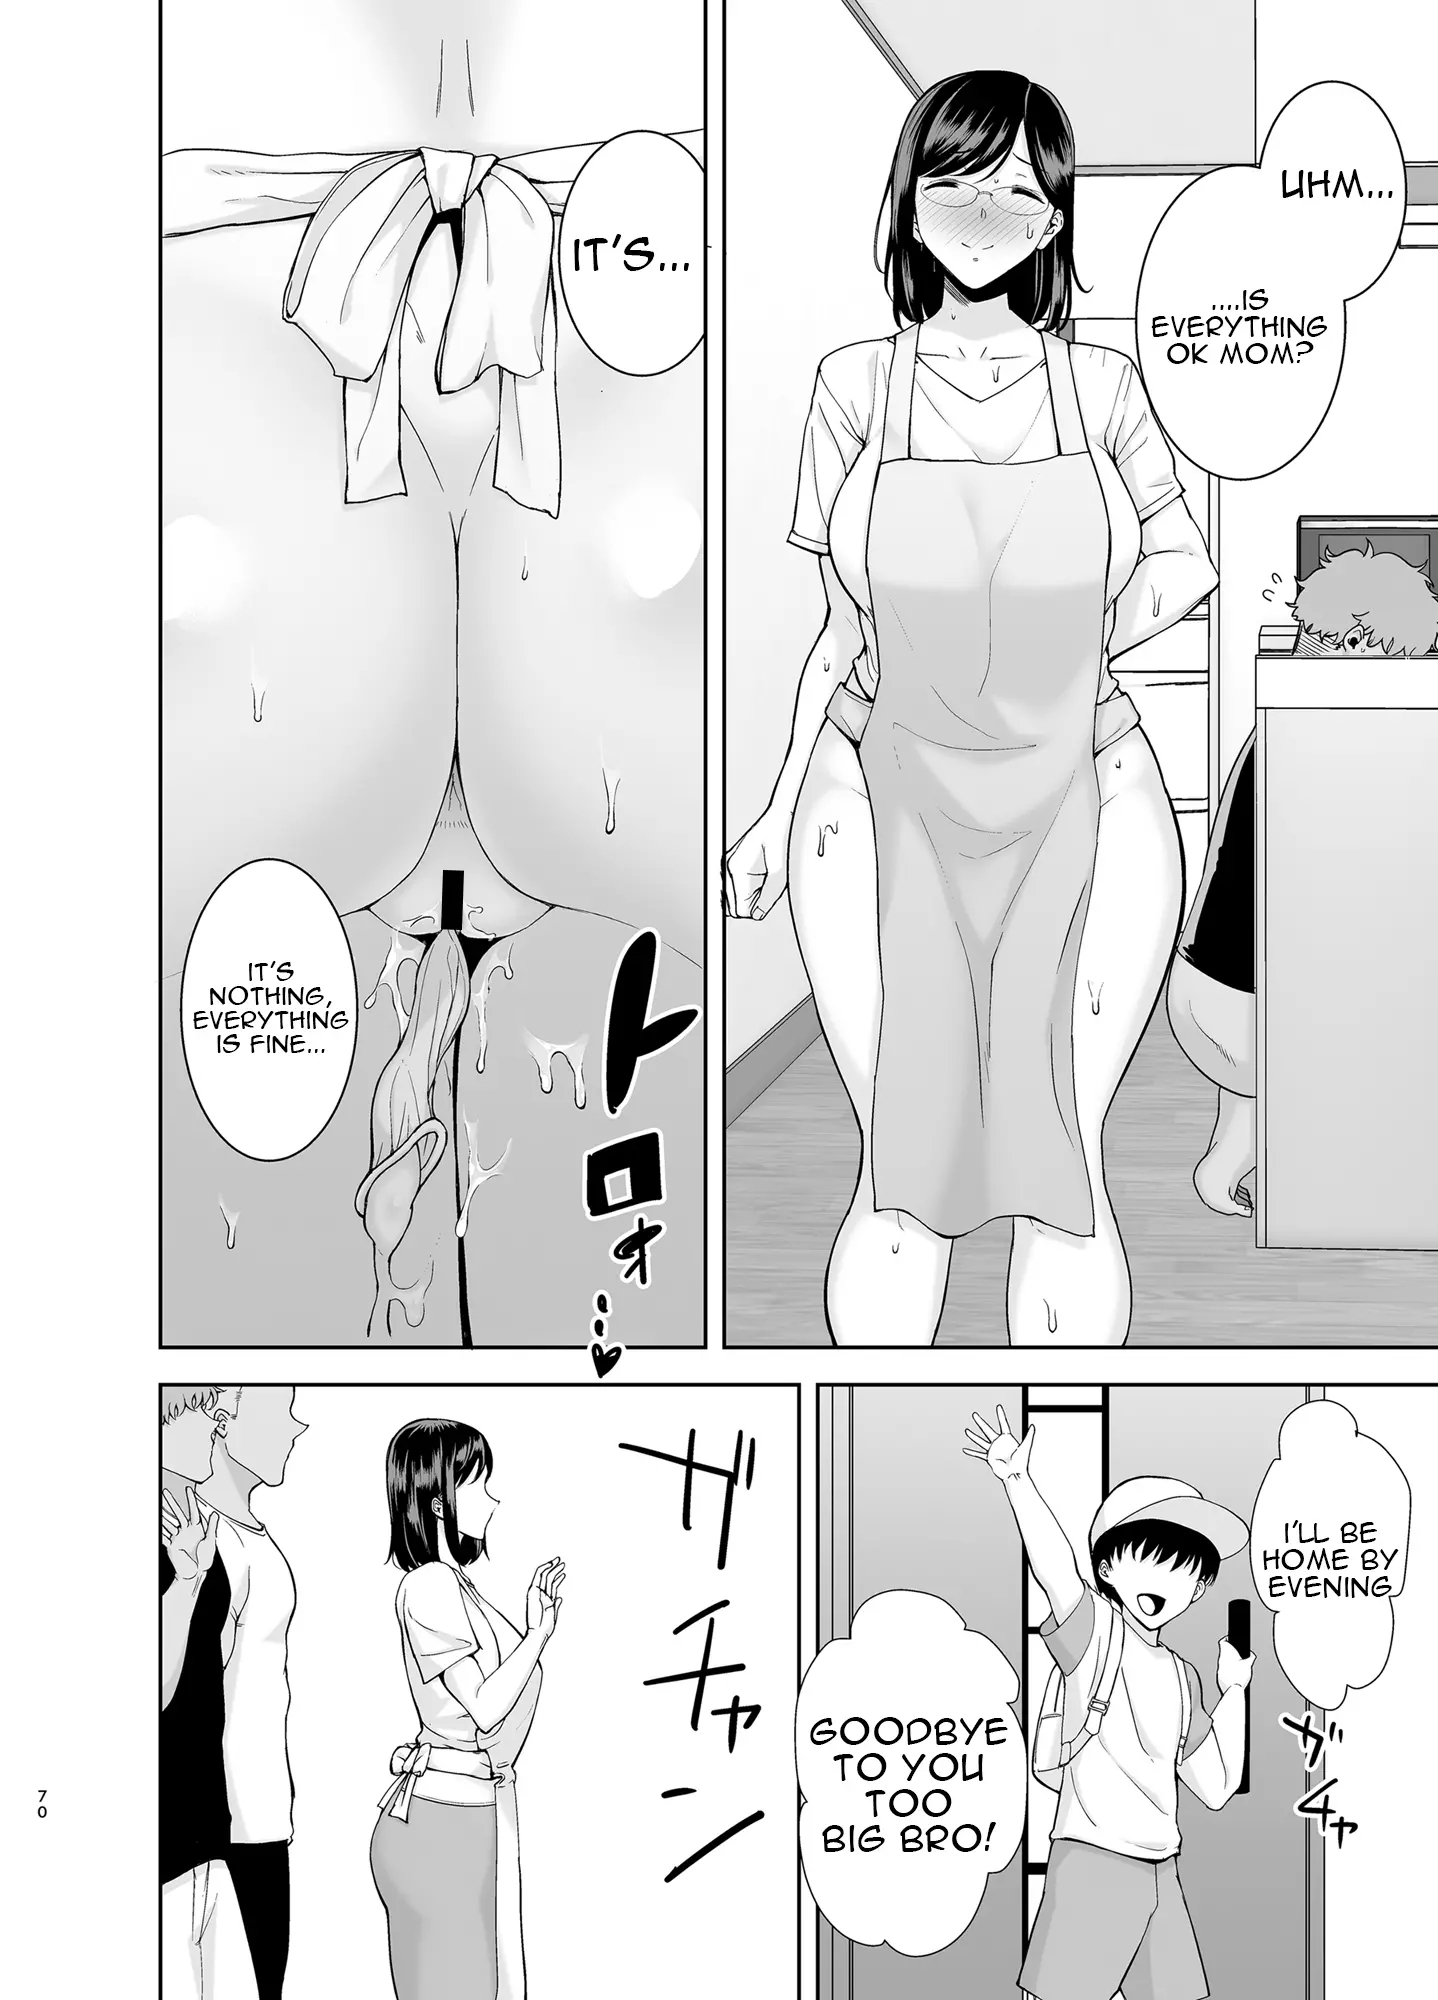 UHM...
....IS
EVERYTHING
OK MOM?
IT'S...
IT'S
NOTHING,
EVERYTHING
IS FINE...
トロォ…♥
I'LL BE
HOME BY
EVENING
ガチャ
GOODBYE
TO YOU
TOO
BIG BRO!
ガチャン
70